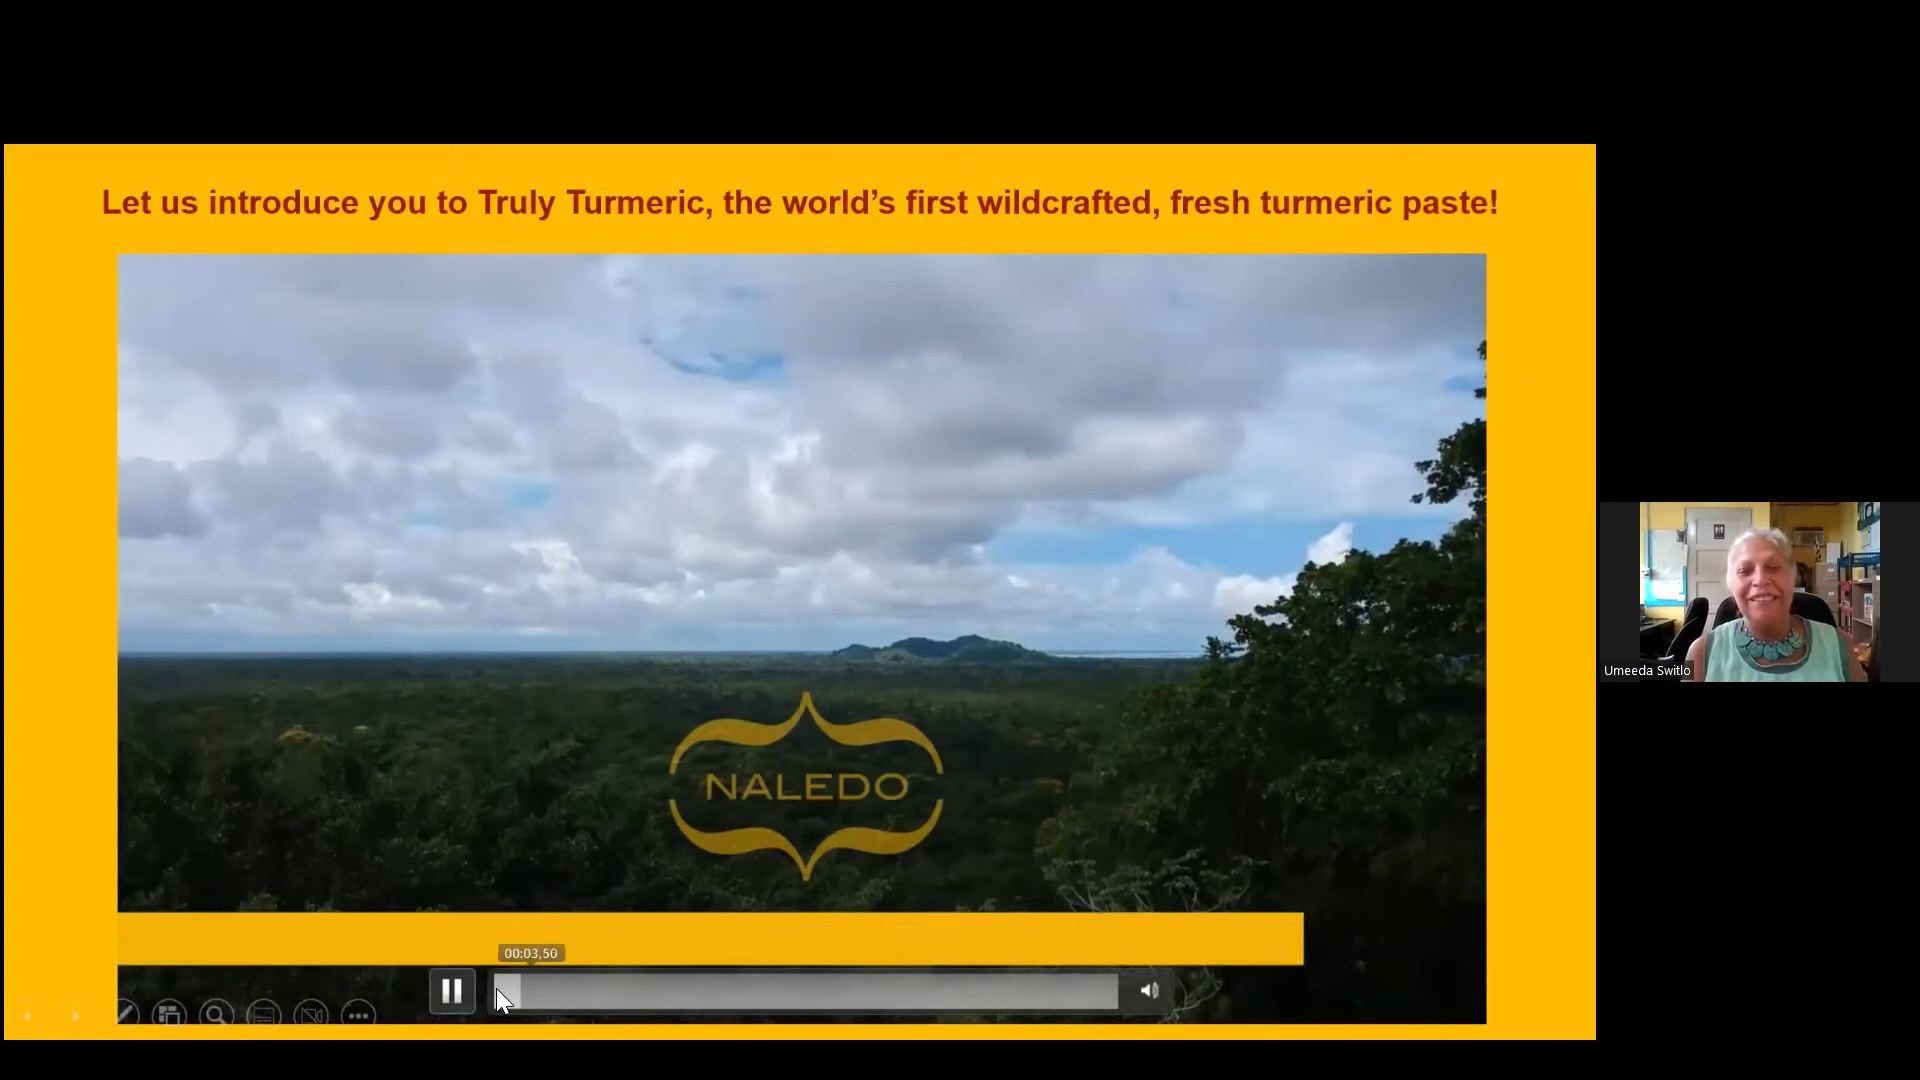 Let us introduce you to Truly Turmeric, the world’s first wildcrafted, fresh turmeric paste!
NALEDO
00:03,50
Umeeda Switlo